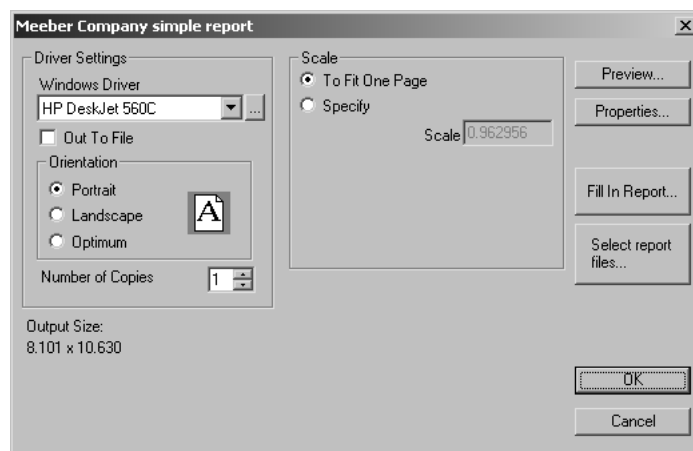 Meeber Company simple report
Driver Settings
Windows Driver
HP DeskJet 560C
...
Out To File
Orientation
Portrait
Landscape
Optimum
A
Number of Copies
1
Output Size:
8.101 x 10.630
Scale
To Fit One Page
Specify
Scale 0.962956
Preview...
Properties...
Fill In Report...
Select report
files...
OK
Cancel